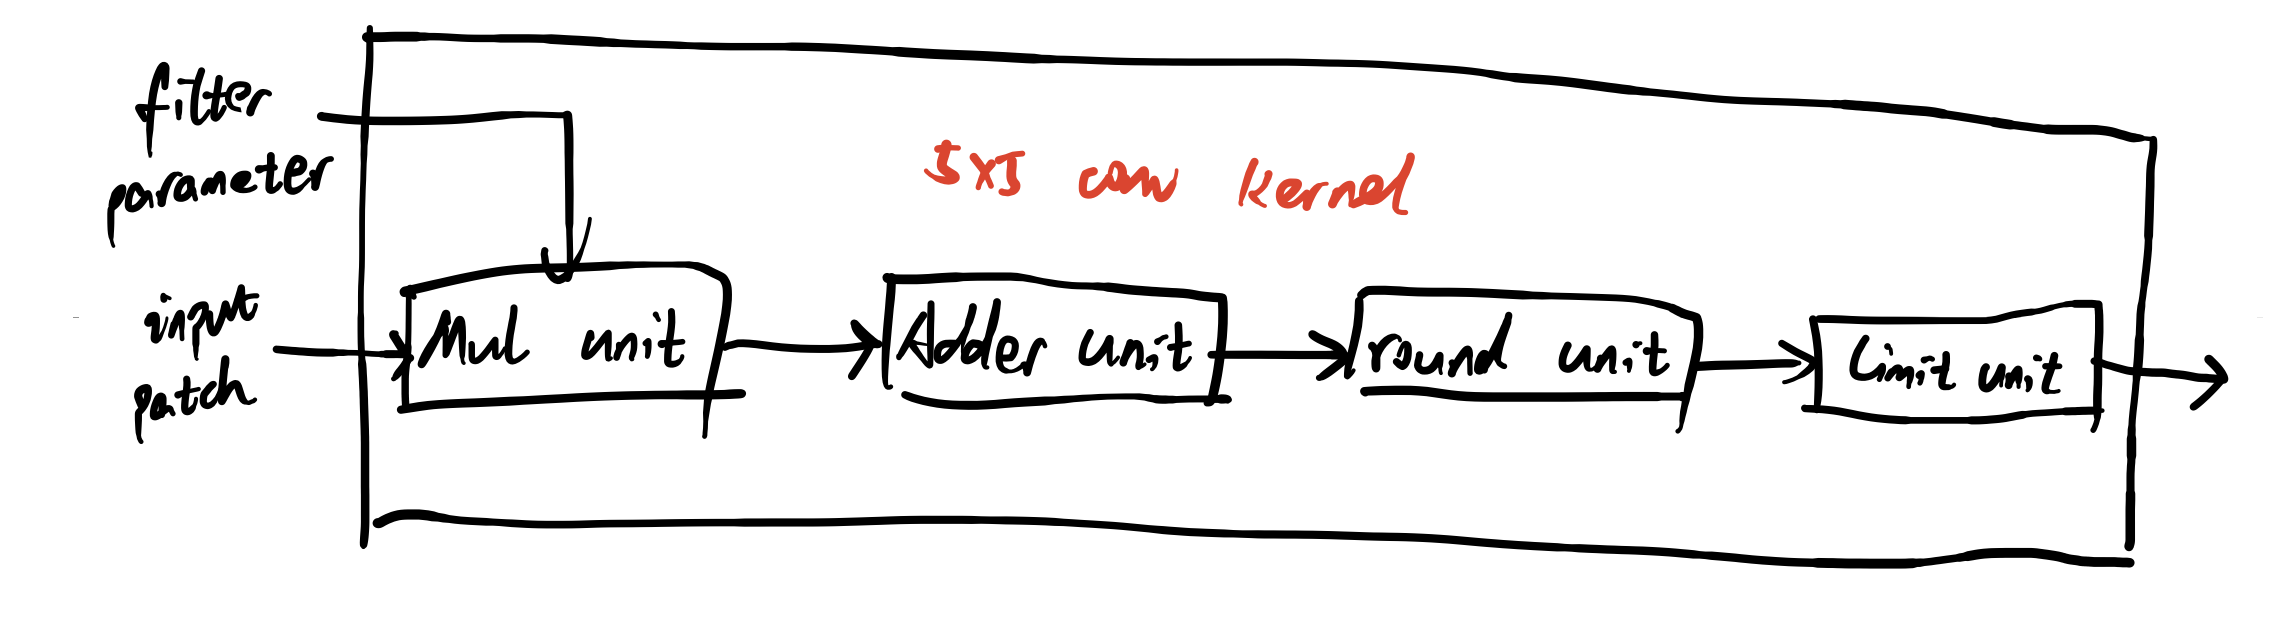 filter
parameter
5x5 conv kernel
input
patch
Mul unit
Adder unit
round unit
limit unit